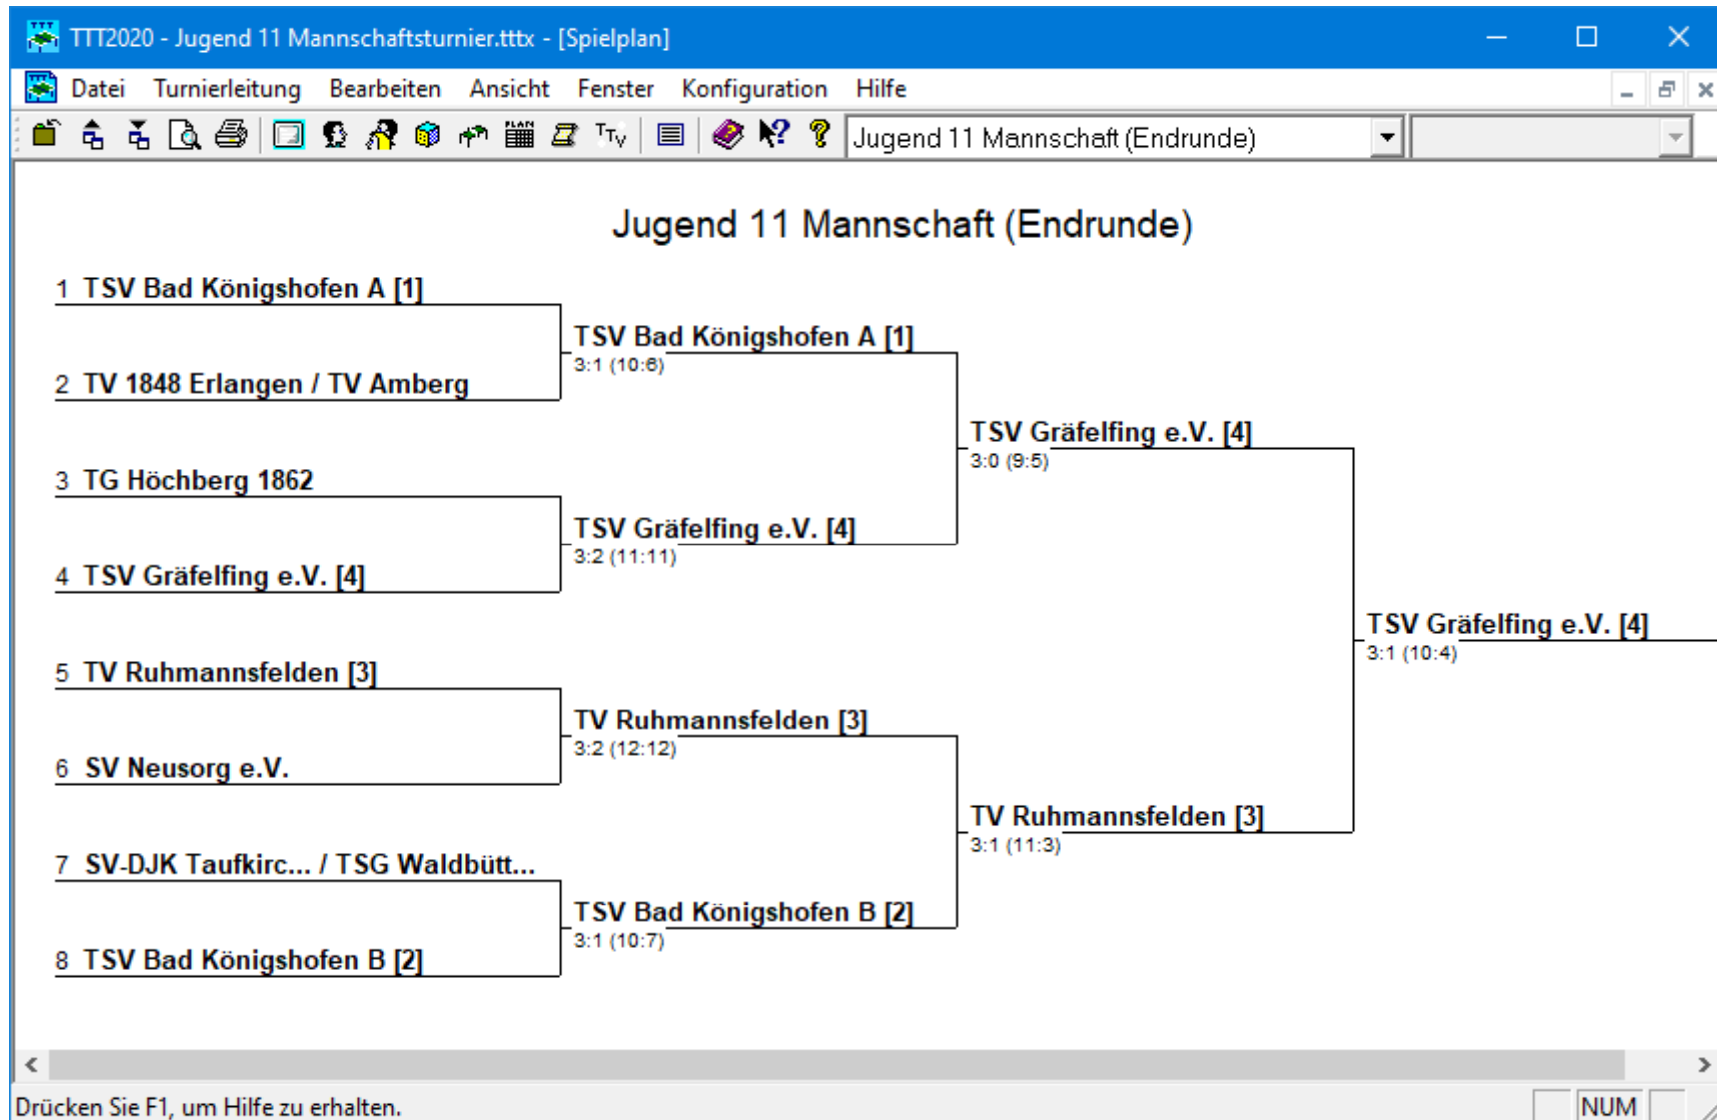 TTT2020 - Jugend 11 Mannschaftsturnier.tttx - [Spielplan]
Datei Turnierleitung Bearbeiten Ansicht Fenster Konfiguration Hilfe
PLAN TTV Jugend 11 Mannschaft (Endrunde)
Jugend 11 Mannschaft (Endrunde)
1 TSV Bad Königshofen A [1]
TSV Bad Königshofen A [1]
3:1 (10:6)
2 TV 1848 Erlangen / TV Amberg
TSV Gräfelfing e.V. [4]
3:0 (9:5)
3 TG Höchberg 1862
TSV Gräfelfing e.V. [4]
3:2 (11:11)
4 TSV Gräfelfing e.V. [4]
TSV Gräfelfing e.V. [4]
3:1 (10:4)
5 TV Ruhmannsfelden [3]
TV Ruhmannsfelden [3]
3:2 (12:12)
6 SV Neusorg e.V.
TV Ruhmannsfelden [3]
3:1 (11:3)
7 SV-DJK Taufkirc... / TSG Waldbütt...
TSV Bad Königshofen B [2]
3:1 (10:7)
8 TSV Bad Königshofen B [2]
Drücken Sie F1, um Hilfe zu erhalten.
NUM